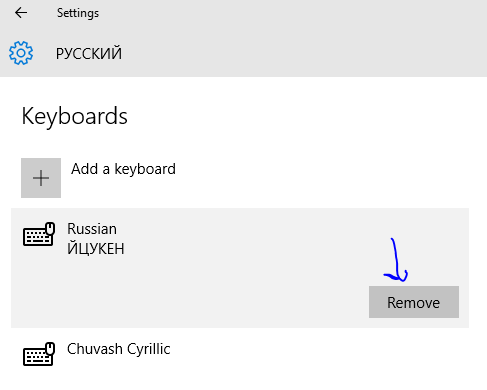 Settings
РУССКИЙ
Keyboards
Add a keyboard
Russian
ЙЦУКЕН
Remove
Chuvash Cyrillic